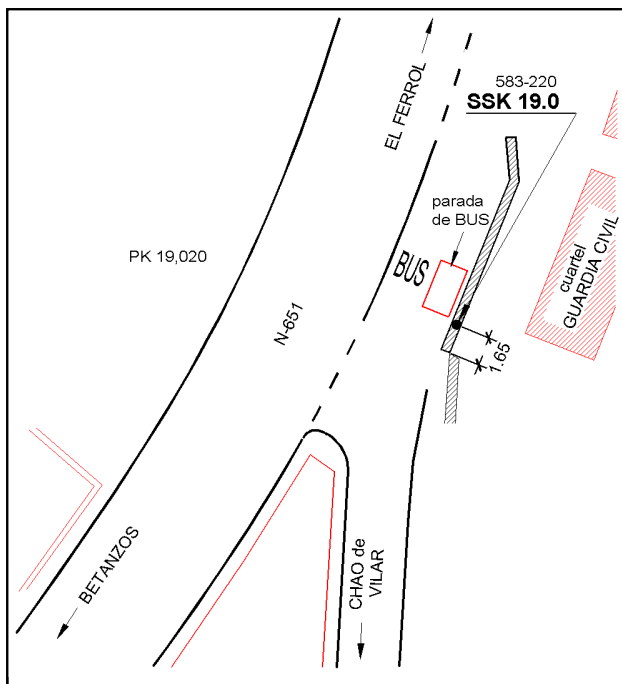 583-220
SSK 19.0
EL FERROL
parada
de BUS
BUS
cuartel
GUARDIA CIVIL
PK 19,020
N-651
1.65
BETANZOS
CHAO de
VILAR